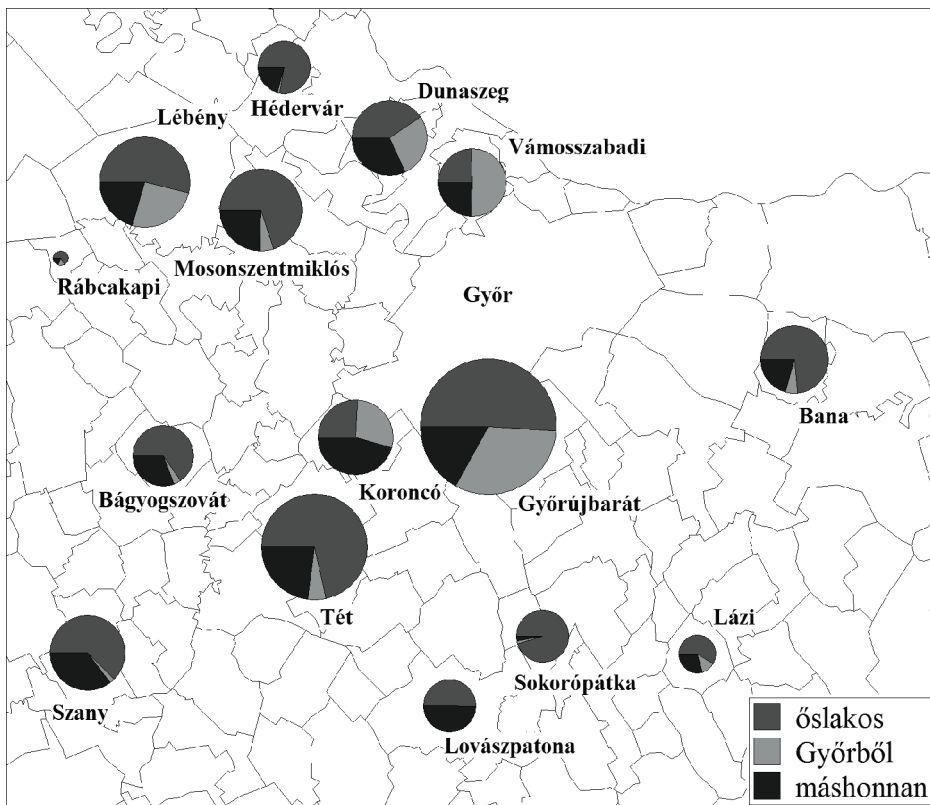 Hédervár
Dunaszeg
Lébény
Vámosszabadi
Mosonszentmiklós
Rábcakapi
Győr
Bana
Koroncó
Bágyogszovát
Győrújbarát
Tét
Lázi
Sokorópátka
Szany
Lovászpatona
őslakos
Győrből
máshonnan